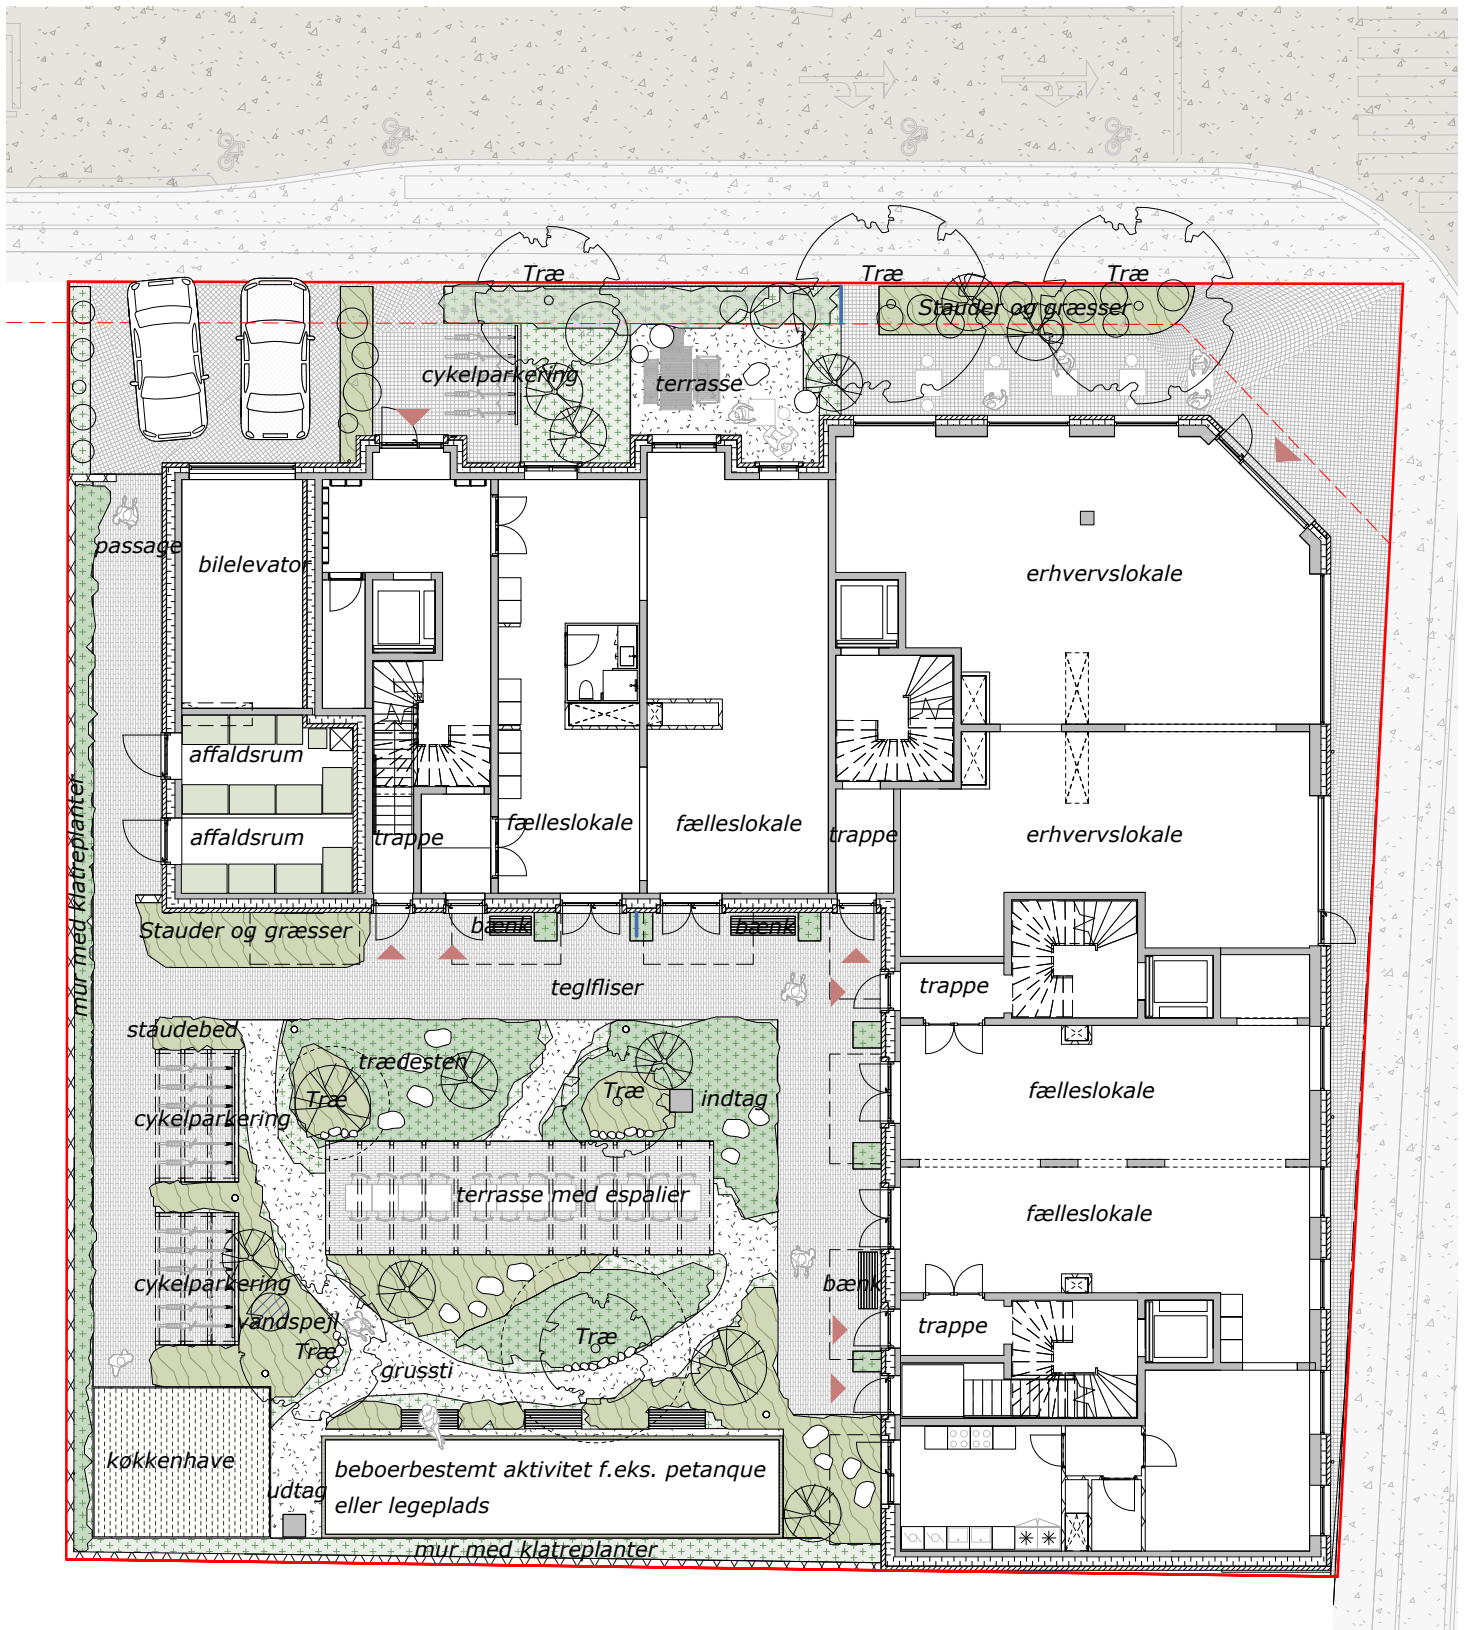 Træ
Træ
Træ
Stauder og græsser
cykelparkering
terrasse
passage
bilelevator
erhvervslokale
affaldsrum
fælleslokale
fælleslokale
trappe
affaldsrum
trappe
erhvervslokale
mur med klatreplanter
Stauder og græsser
bænk
bænk
teglfliser
trappe
staudebed
trædesten
Træ
Træ
indtag
fælleslokale
cykelparkering
terrasse med espalier
fælleslokale
cykelparkering
bænk
vandspejl
Træ
Træ
trappe
grussti
køkkenhave
udtag
beboerbestemt aktivitet f.eks. petanque
eller legeplads
mur med klatreplanter